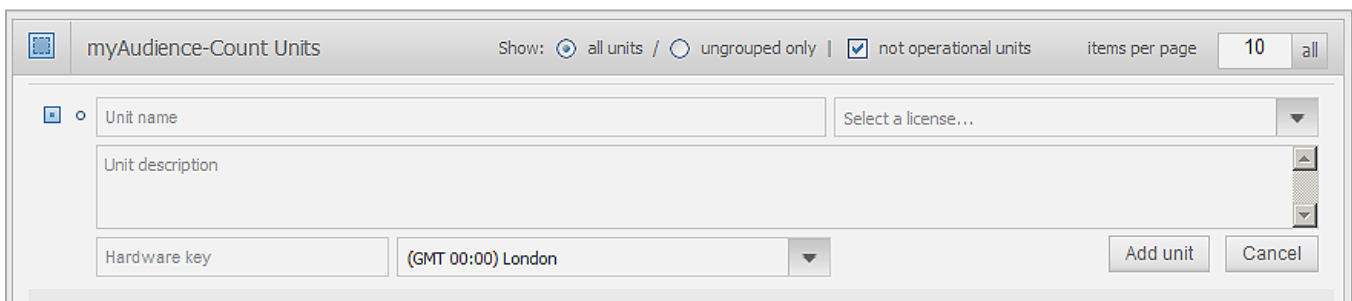 myAudience-Count Units Show: all units / ungrouped only | not operational units items per page 10 all
Unit name Select a license...
Unit description
Hardware key (GMT 00:00) London Add unit Cancel